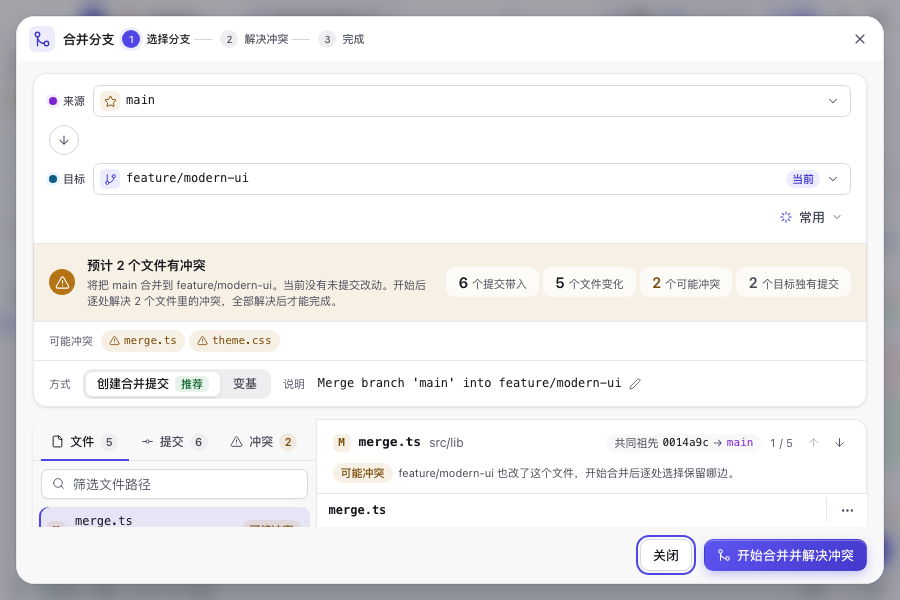 合并分支 1 选择分支 2 解决冲突 3 完成
来源 main
目标 feature/modern-ui 当前
常用
预计 2 个文件有冲突
将把 main 合并到 feature/modern-ui。当前没有未提交改动。开始后
逐处解决 2 个文件里的冲突，全部解决后才能完成。
6 个提交带入 5 个文件变化 2 个可能冲突 2 个目标独有提交
可能冲突 merge.ts theme.css
方式 创建合并提交 推荐 变基 说明 Merge branch 'main' into feature/modern-ui
文件 5 提交 6 冲突 2
筛选文件路径
merge.ts
M merge.ts src/lib 共同祖先 0014a9c → main 1 / 5
可能冲突 feature/modern-ui 也改了这个文件，开始合并后逐处选择保留哪边。
merge.ts
关闭 开始合并并解决冲突